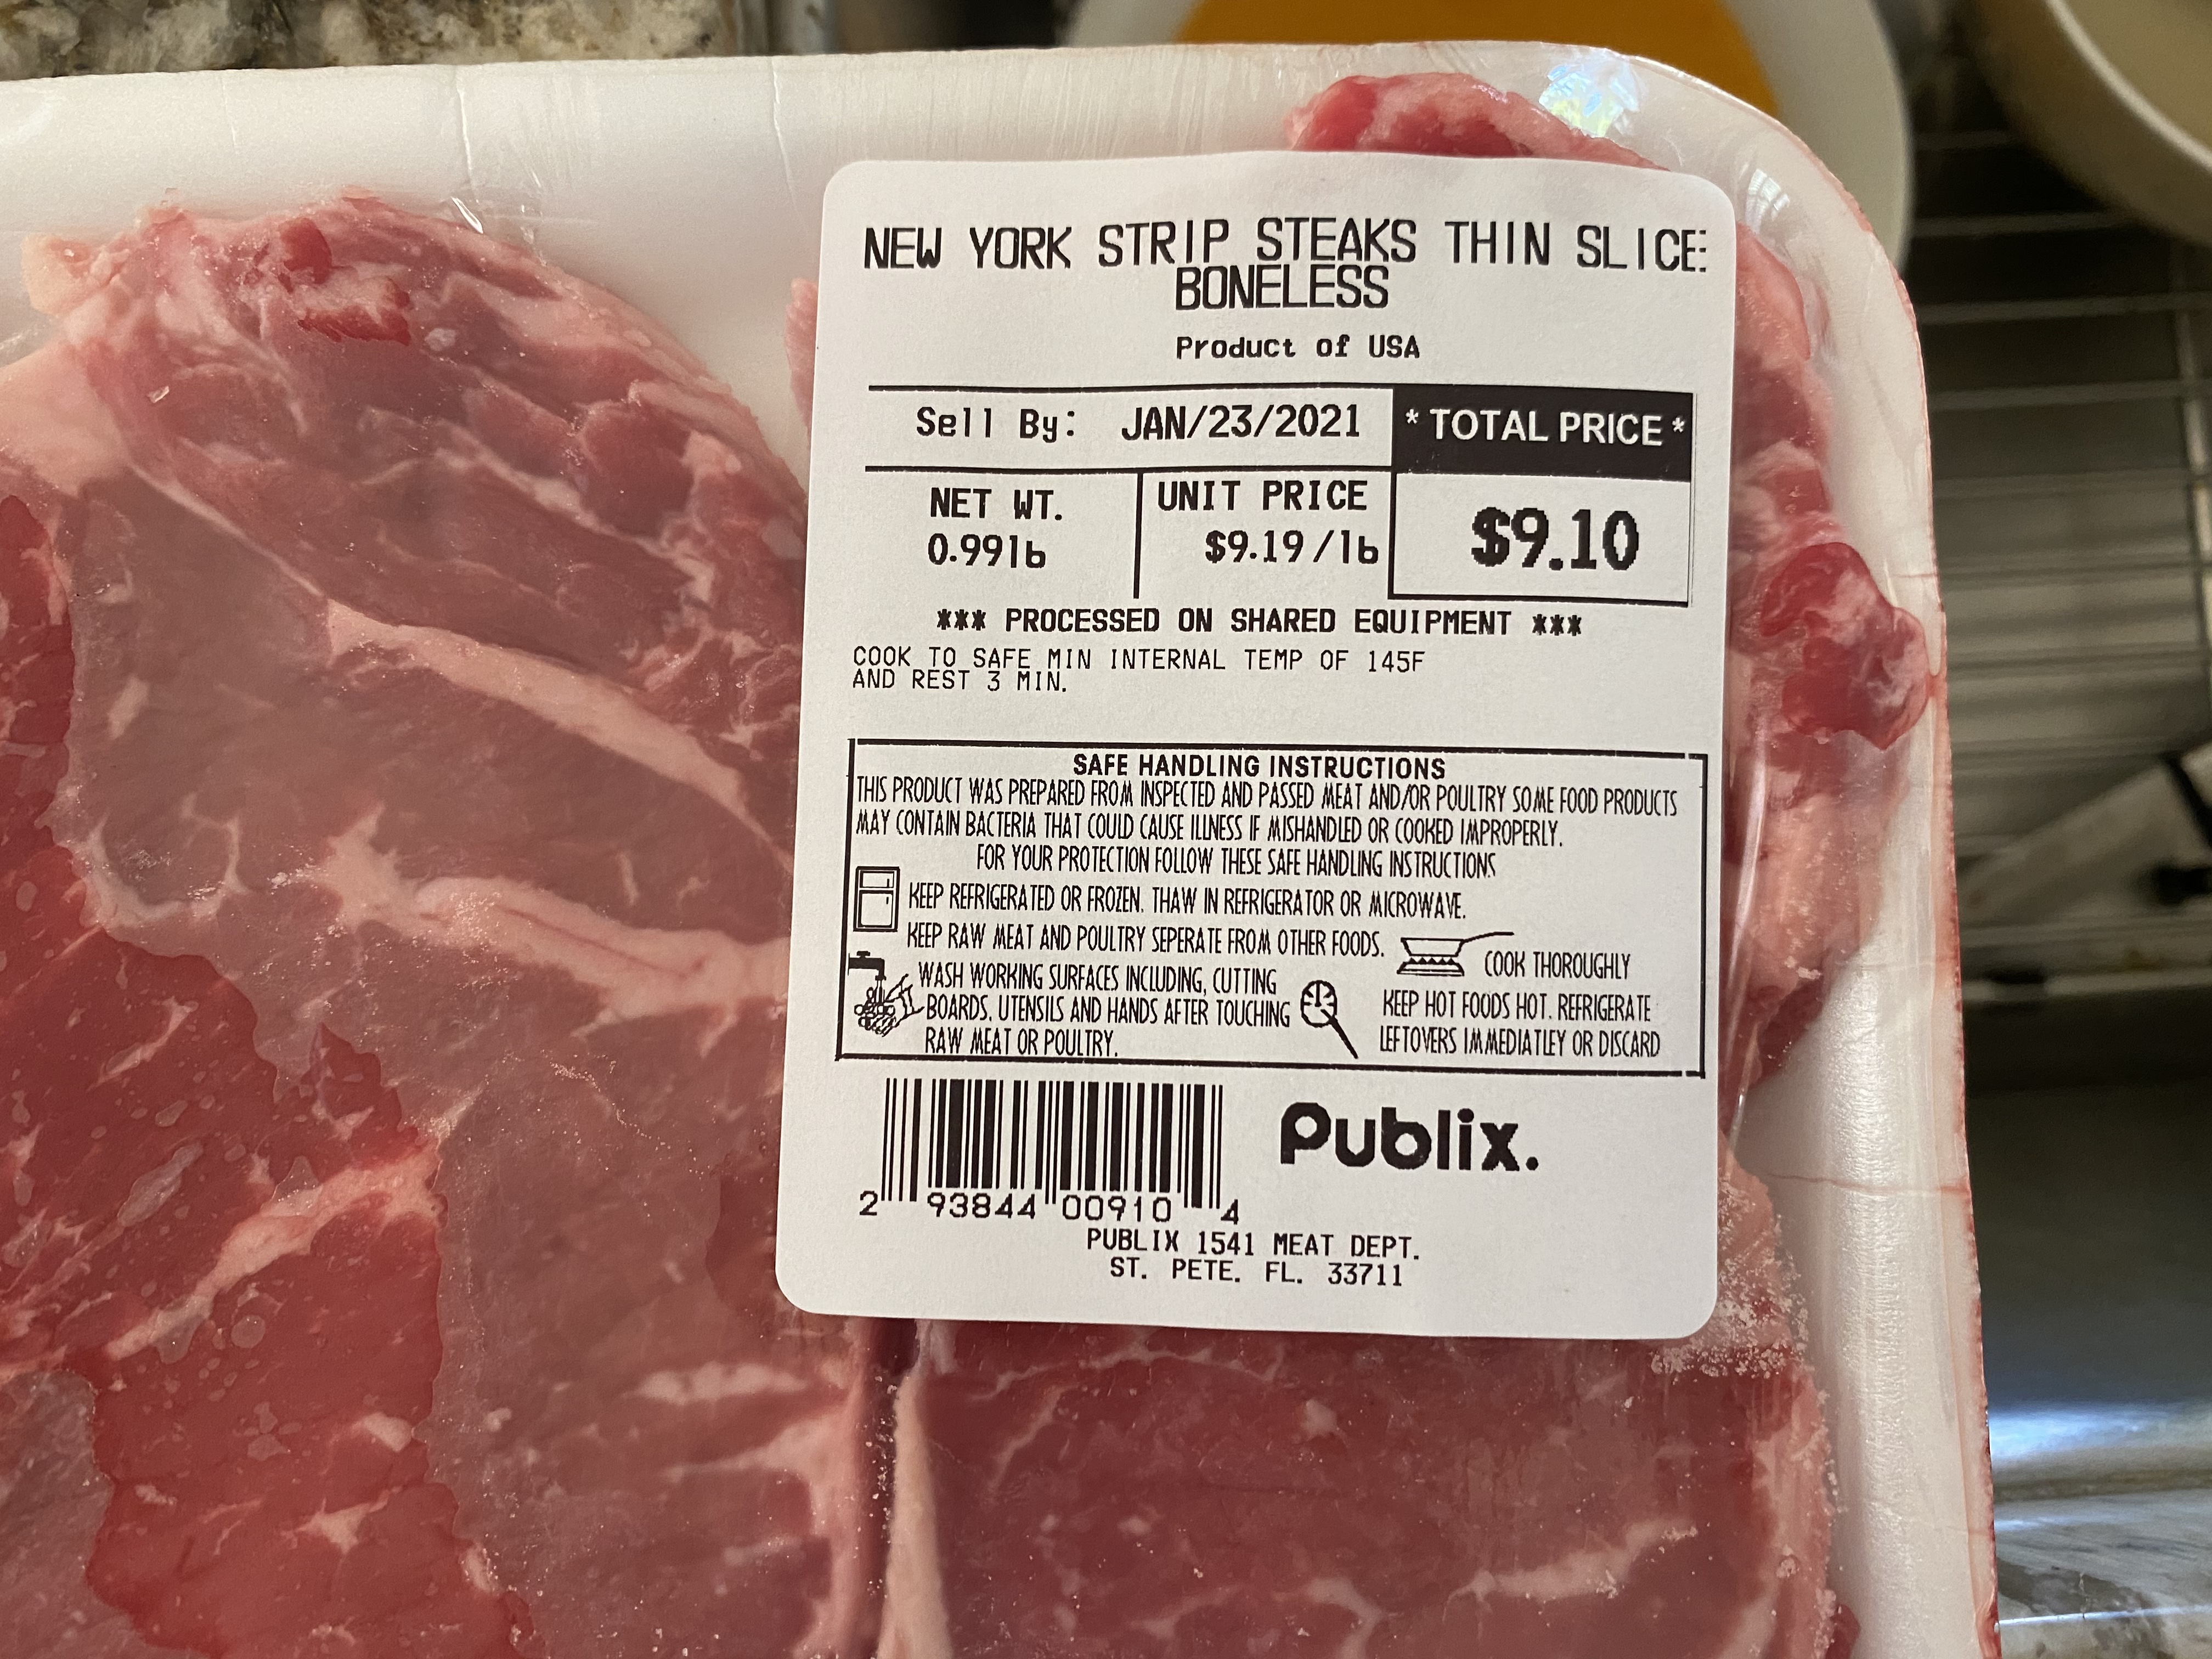 NEW YORK STRIP STEAKS THIN SLICE
BONELESS
Product of USA
Sell By: JAN/23/2021
* TOTAL PRICE *
NET WT.
0.99lb
UNIT PRICE
$9.19/lb
$9.10
*** PROCESSED ON SHARED EQUIPMENT ***
COOK TO SAFE MIN INTERNAL TEMP OF 145F
AND REST 3 MIN.
SAFE HANDLING INSTRUCTIONS
THIS PRODUCT WAS PREPARED FROM INSPECTED AND PASSED MEAT AND/OR POULTRY SOME FOOD PRODUCTS
MAY CONTAIN BACTERIA THAT COULD CAUSE ILLNESS IF MISHANDLED OR COOKED IMPROPERLY.
FOR YOUR PROTECTION FOLLOW THESE SAFE HANDLING INSTRUCTIONS
KEEP REFRIGERATED OR FROZEN. THAW IN REFRIGERATOR OR MICROWAVE.
KEEP RAW MEAT AND POULTRY SEPERATE FROM OTHER FOODS.
COOK THOROUGHLY
WASH WORKING SURFACES INCLUDING, CUTTING
BOARDS, UTENSILS AND HANDS AFTER TOUCHING
RAW MEAT OR POULTRY.
KEEP HOT FOODS HOT. REFRIGERATE
LEFTOVERS IMMEDIATLEY OR DISCARD
2 93844 00910 4
Publix.
PUBLIX 1541 MEAT DEPT.
ST. PETE. FL. 33711